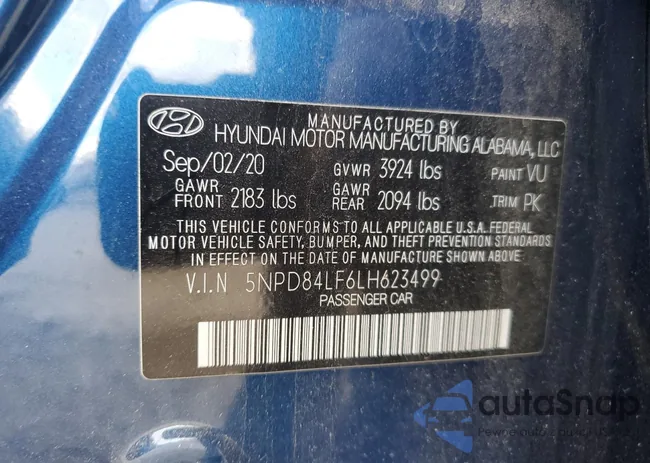 MANUFACTURED BY
HYUNDAI MOTOR MANUFACTURING ALABAMA, LLC
Sep/02/20 GVWR 3924 lbs PAINT VU
GAWR FRONT 2183 lbs GAWR REAR 2094 lbs .TRIM PK
THIS VEHICLE CONFORMS TO ALL APPLICABLE U.S.A. FEDERAL
MOTOR VEHICLE SAFETY, BUMPER, AND THEFT PREVENTION STANDARDS
IN EFFECT ON THE DATE OF MANUFACTURE SHOWN ABOVE
V.I.N 5NPD84LF6LH623499
PASSENGER CAR
autoSnap